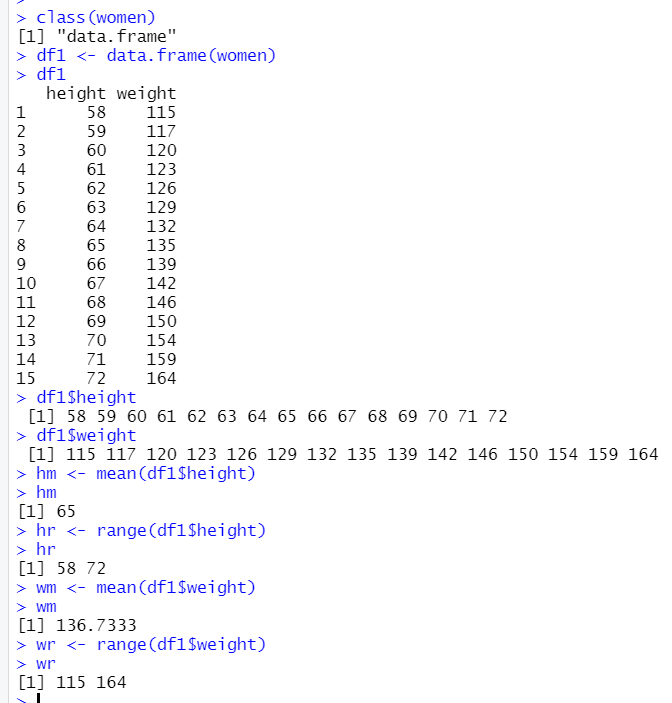 >
> class(women)
[1] "data.frame"
> df1 <- data.frame(women)
> df1
   height weight
1      58    115
2      59    117
3      60    120
4      61    123
5      62    126
6      63    129
7      64    132
8      65    135
9      66    139
10     67    142
11     68    146
12     69    150
13     70    154
14     71    159
15     72    164
> df1$height
 [1] 58 59 60 61 62 63 64 65 66 67 68 69 70 71 72
> df1$weight
 [1] 115 117 120 123 126 129 132 135 139 142 146 150 154 159 164
> hm <- mean(df1$height)
> hm
[1] 65
> hr <- range(df1$height)
> hr
[1] 58 72
> wm <- mean(df1$weight)
> wm
[1] 136.7333
> wr <- range(df1$weight)
> wr
[1] 115 164
>